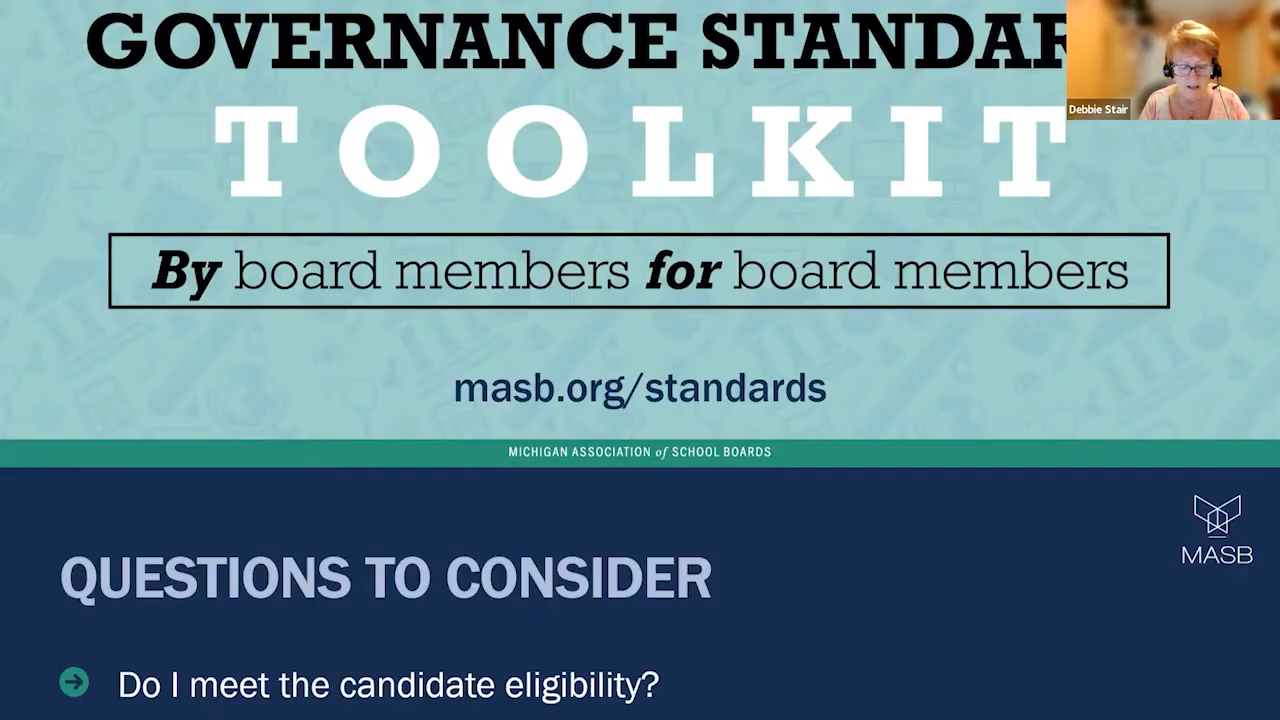 GOVERNANCE STANDAR
Debbie Stair
TOOLKIT
By board members for board members
masb.org/standards
MICHIGAN ASSOCIATION of SCHOOL BOARDS
MASB
QUESTIONS TO CONSIDER
Do I meet the candidate eligibility?